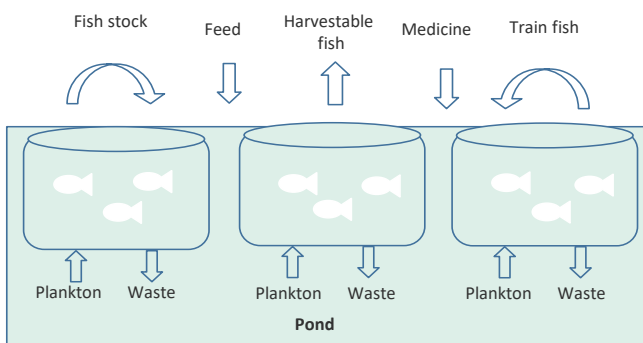 Fish stock
Feed
Harvestable
fish
Medicine
Train fish
Plankton
Waste
Plankton
Waste
Plankton
Waste
Pond